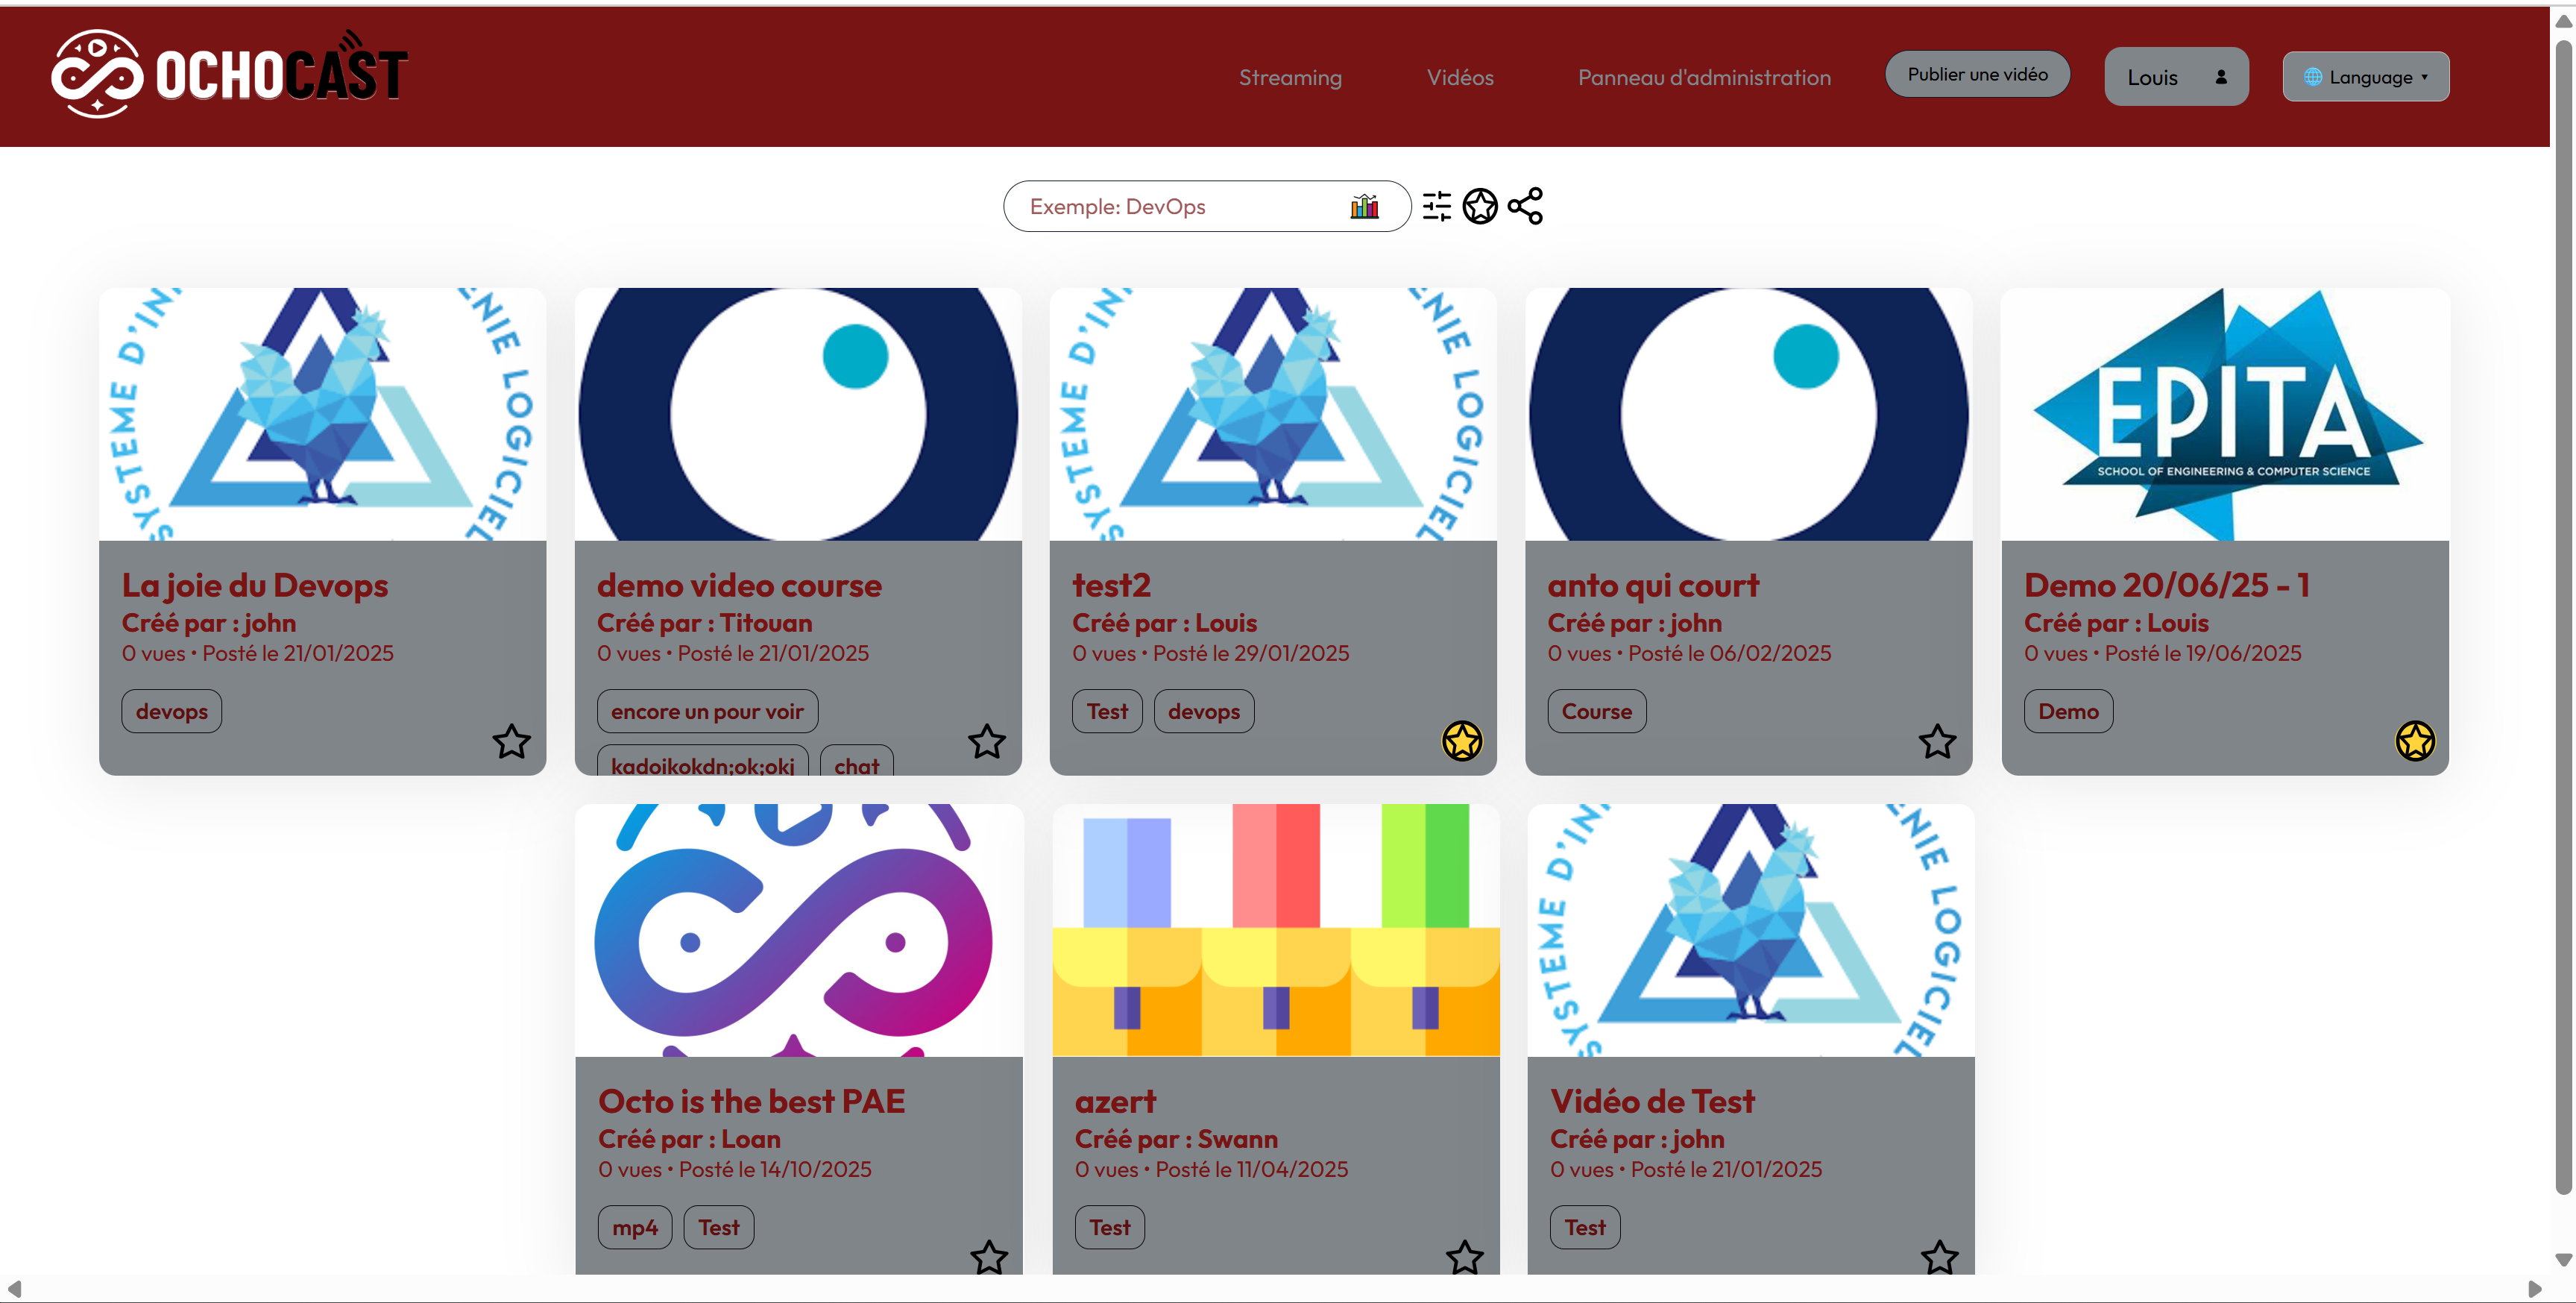 OCHOCAST
Streaming
Vidéos
Panneau d'administration
Publier une vidéo
Louis
Language
Exemple: DevOps
SYSTEME D'IN
ENIE LOGICIEL
SYSTEME D'IN
ENIE LOGICIEL
EPITA
SCHOOL OF ENGINEERING & COMPUTER SCIENCE
La joie du Devops
Créé par : john
0 vues • Posté le 21/01/2025
devops
demo video course
Créé par : Titouan
0 vues • Posté le 21/01/2025
encore un pour voir
kadoikokdn;ok;okj chat
test2
Créé par : Louis
0 vues • Posté le 29/01/2025
Test devops
anto qui court
Créé par : john
0 vues • Posté le 06/02/2025
Course
Demo 20/06/25 - 1
Créé par : Louis
0 vues • Posté le 19/06/2025
Demo
SYSTEME D'IN
ENIE LOGICIEL
Octo is the best PAE
Créé par : Loan
0 vues • Posté le 14/10/2025
mp4 Test
azert
Créé par : Swann
0 vues • Posté le 11/04/2025
Test
Vidéo de Test
Créé par : john
0 vues • Posté le 21/01/2025
Test